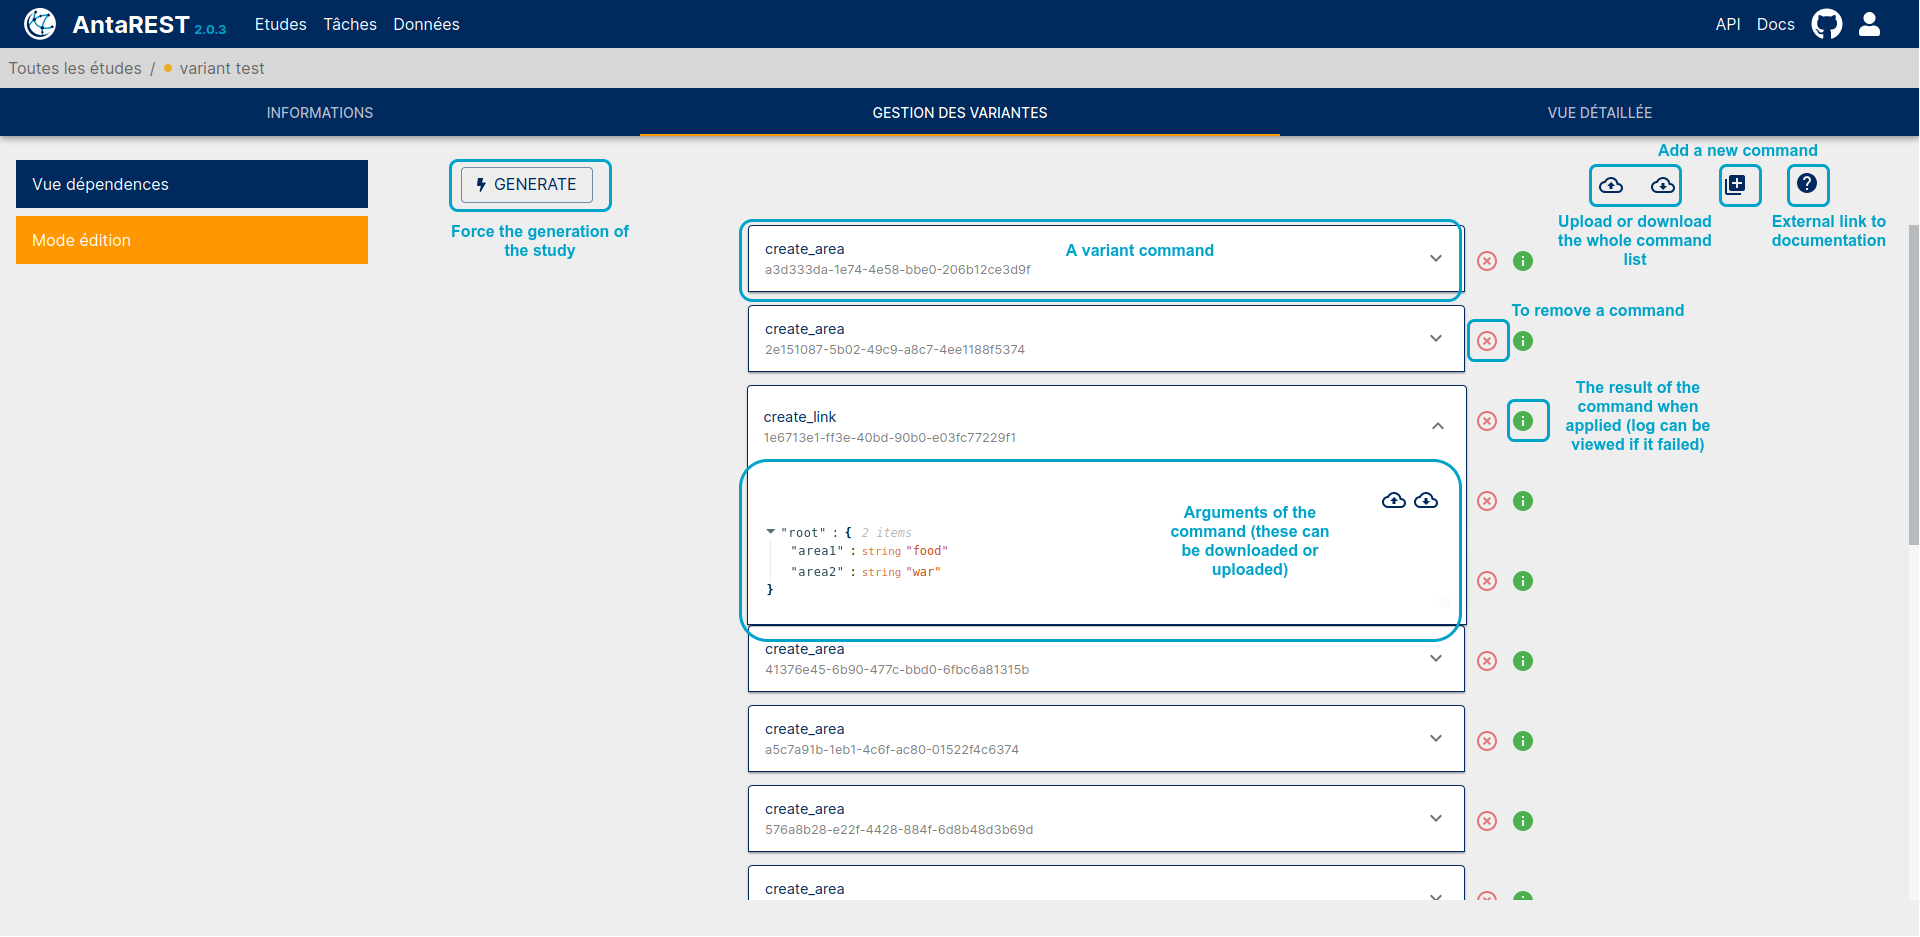 AntaREST 2.0.3 Etudes Tâches Données API Docs
Toutes les études / variant test
INFORMATIONS GESTION DES VARIANTES VUE DÉTAILLÉE
Vue dépendences
Mode édition
GENERATE
Force the generation of
the study
Add a new command
Upload or download
the whole command
list
External link to
documentation
create_area
a3d333da-1e74-4e58-bbe0-206b12ce3d9f
A variant command
To remove a command
create_area
2e151087-5b02-49c9-a8c7-4ee1188f5374
The result of the
command when
applied (log can be
viewed if it failed)
create_link
1e6713e1-ff3e-40bd-90b0-e03fc77229f1
"root" : { 2 items
"area1" : string "food"
"area2" : string "war"
}
Arguments of the
command (these can
be downloaded or
uploaded)
create_area
41376e45-6b90-477c-bbd0-6fbc6a81315b
create_area
a5c7a91b-1eb1-4c6f-ac80-01522f4c6374
create_area
576a8b28-e22f-4428-884f-6d8b48d3b69d
create_area